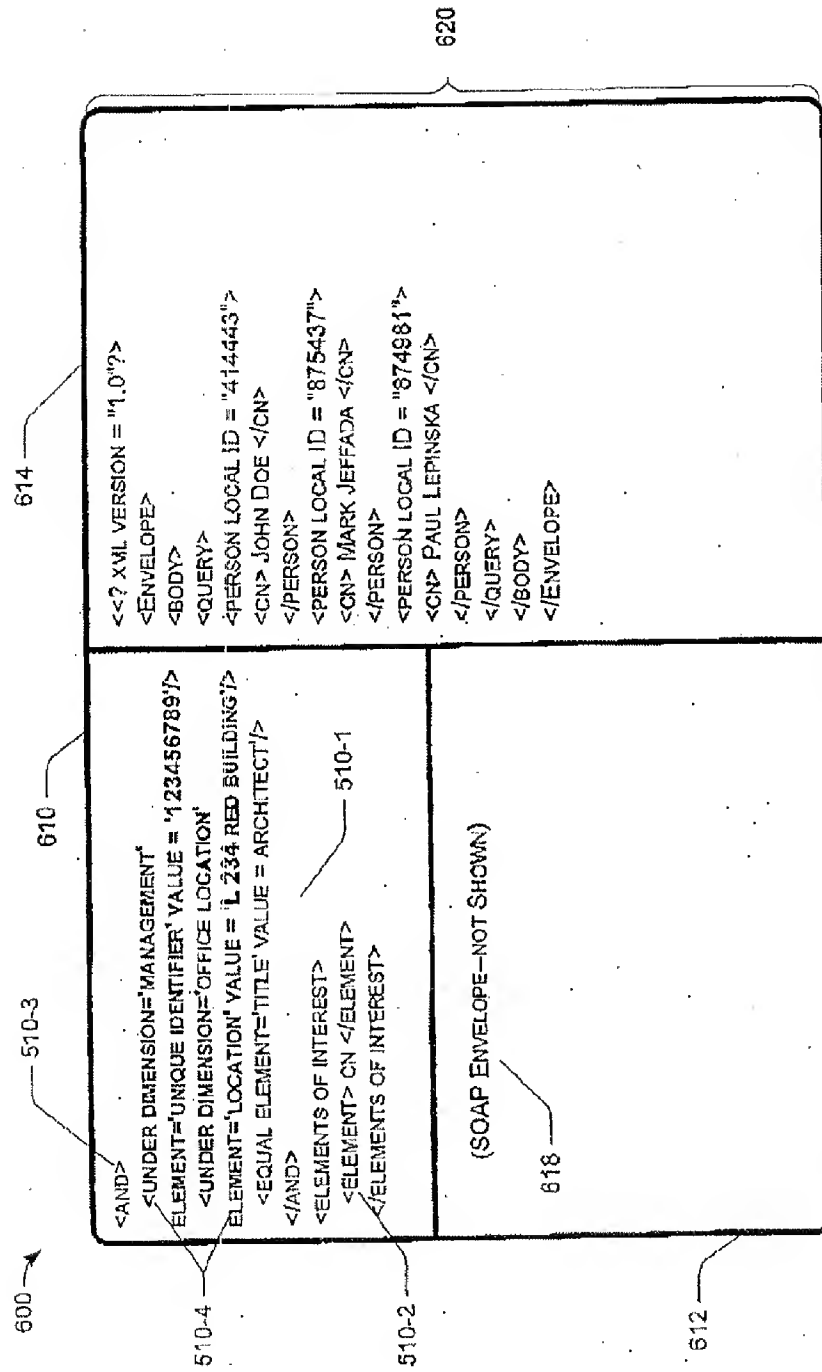 600
510-3
610
614
620
<AND>
<UNDER DIMENSION='MANAGEMENT'
ELEMENT='UNIQUE IDENTIFIER' VALUE = '123456789'/>
<UNDER DIMENSION='OFFICE LOCATION'
ELEMENT='LOCATION' VALUE = 'L 234 RED BUILDING'/>
<EQUAL ELEMENT='TITLE' VALUE = ARCHITECT'/>
</AND>
<ELEMENTS OF INTEREST>
<ELEMENT> CN </ELEMENT>
</ELEMENTS OF INTEREST>
510-4
510-1
510-2
<<? XML VERSION = "1.0"?>
<ENVELOPE>
<BODY>
<QUERY>
<PERSON LOCAL ID = "414443">
<CN> JOHN DOE </CN>
</PERSON>
<PERSON LOCAL ID = "875437">
<CN> MARK JEFFADA </CN>
</PERSON>
<PERSON LOCAL ID = "874981">
<CN> PAUL LEPINSKA </CN>
</PERSON>
</QUERY>
</BODY>
</ENVELOPE>
(SOAP ENVELOPE–NOT SHOWN)
618
612